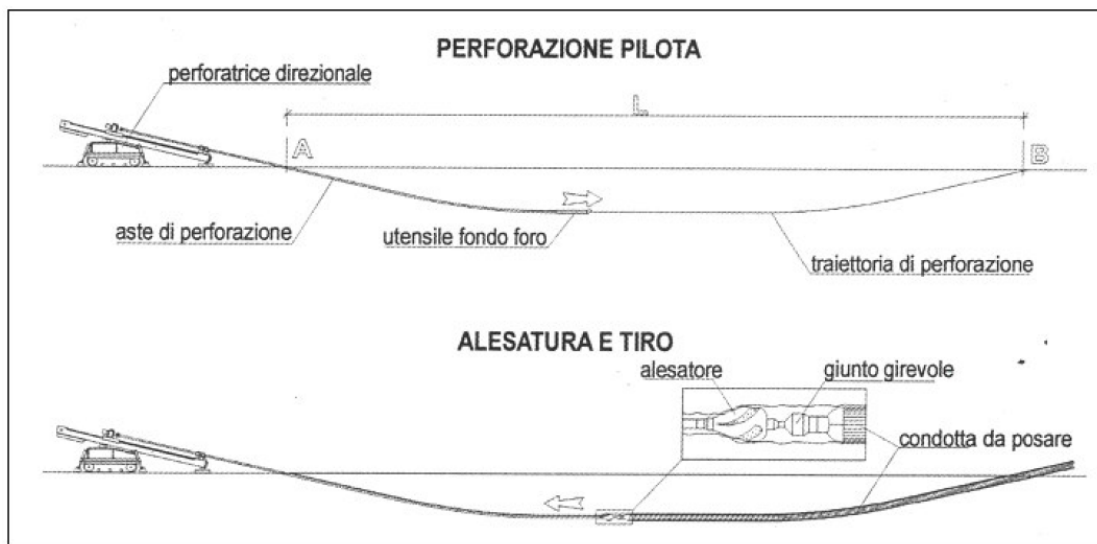 PERFORAZIONE PILOTA
perforatrice direzionale
L
A
B
aste di perforazione
utensile fondo foro
traiettoria di perforazione
ALESATURA E TIRO
alesatore
giunto girevole
condotta da posare